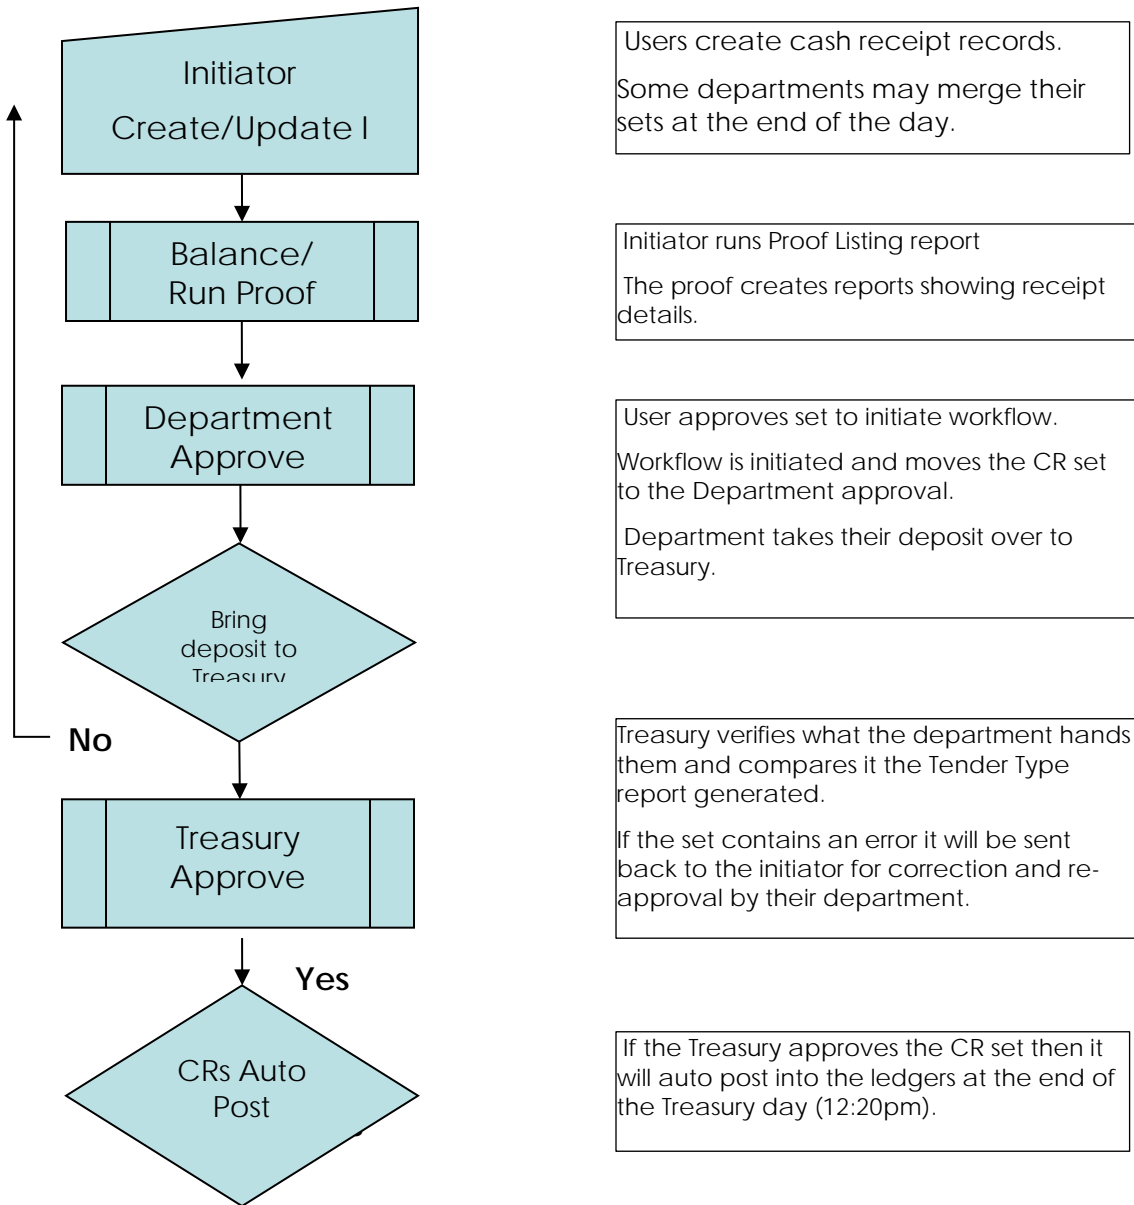 Initiator
Create/Update I
Users create cash receipt records.
Some departments may merge their
sets at the end of the day.
Balance/
Run Proof
Initiator runs Proof Listing report
The proof creates reports showing receipt
details.
Department
Approve
User approves set to initiate workflow.
Workflow is initiated and moves the CR set
to the Department approval.
Department takes their deposit over to
Treasury.
Bring
deposit to
Treasury
No
Treasury verifies what the department hands
them and compares it the Tender Type
report generated.
If the set contains an error it will be sent
back to the initiator for correction and re-
approval by their department.
Treasury
Approve
Yes
CRs Auto
Post
If the Treasury approves the CR set then it
will auto post into the ledgers at the end of
the Treasury day (12:20pm).